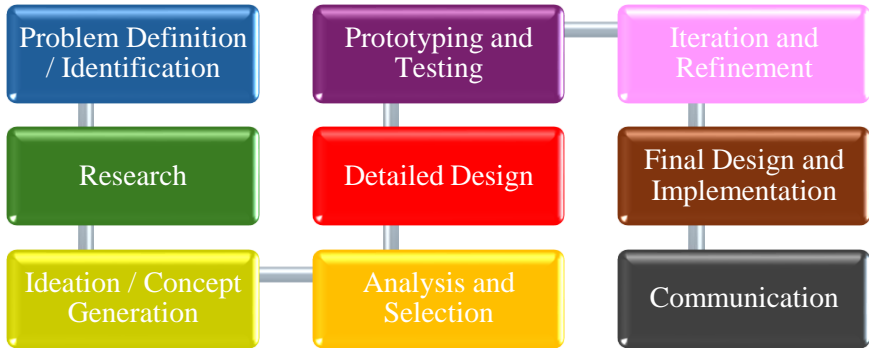 Problem Definition
/ Identification
Research
Ideation / Concept
Generation
Analysis and
Selection
Detailed Design
Prototyping and
Testing
Iteration and
Refinement
Final Design and
Implementation
Communication